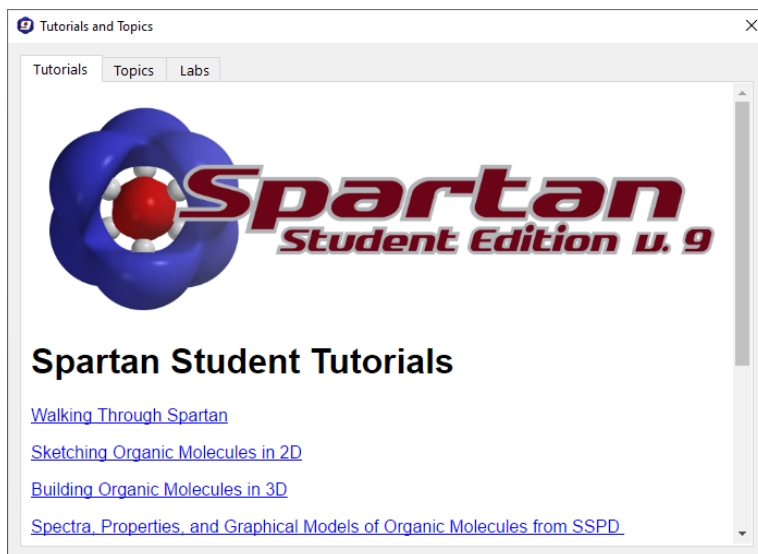 Tutorials and Topics
Tutorials Topics Labs
Spartan
Student Edition v. 9
Spartan Student Tutorials
Walking Through Spartan
Sketching Organic Molecules in 2D
Building Organic Molecules in 3D
Spectra, Properties, and Graphical Models of Organic Molecules from SSPD